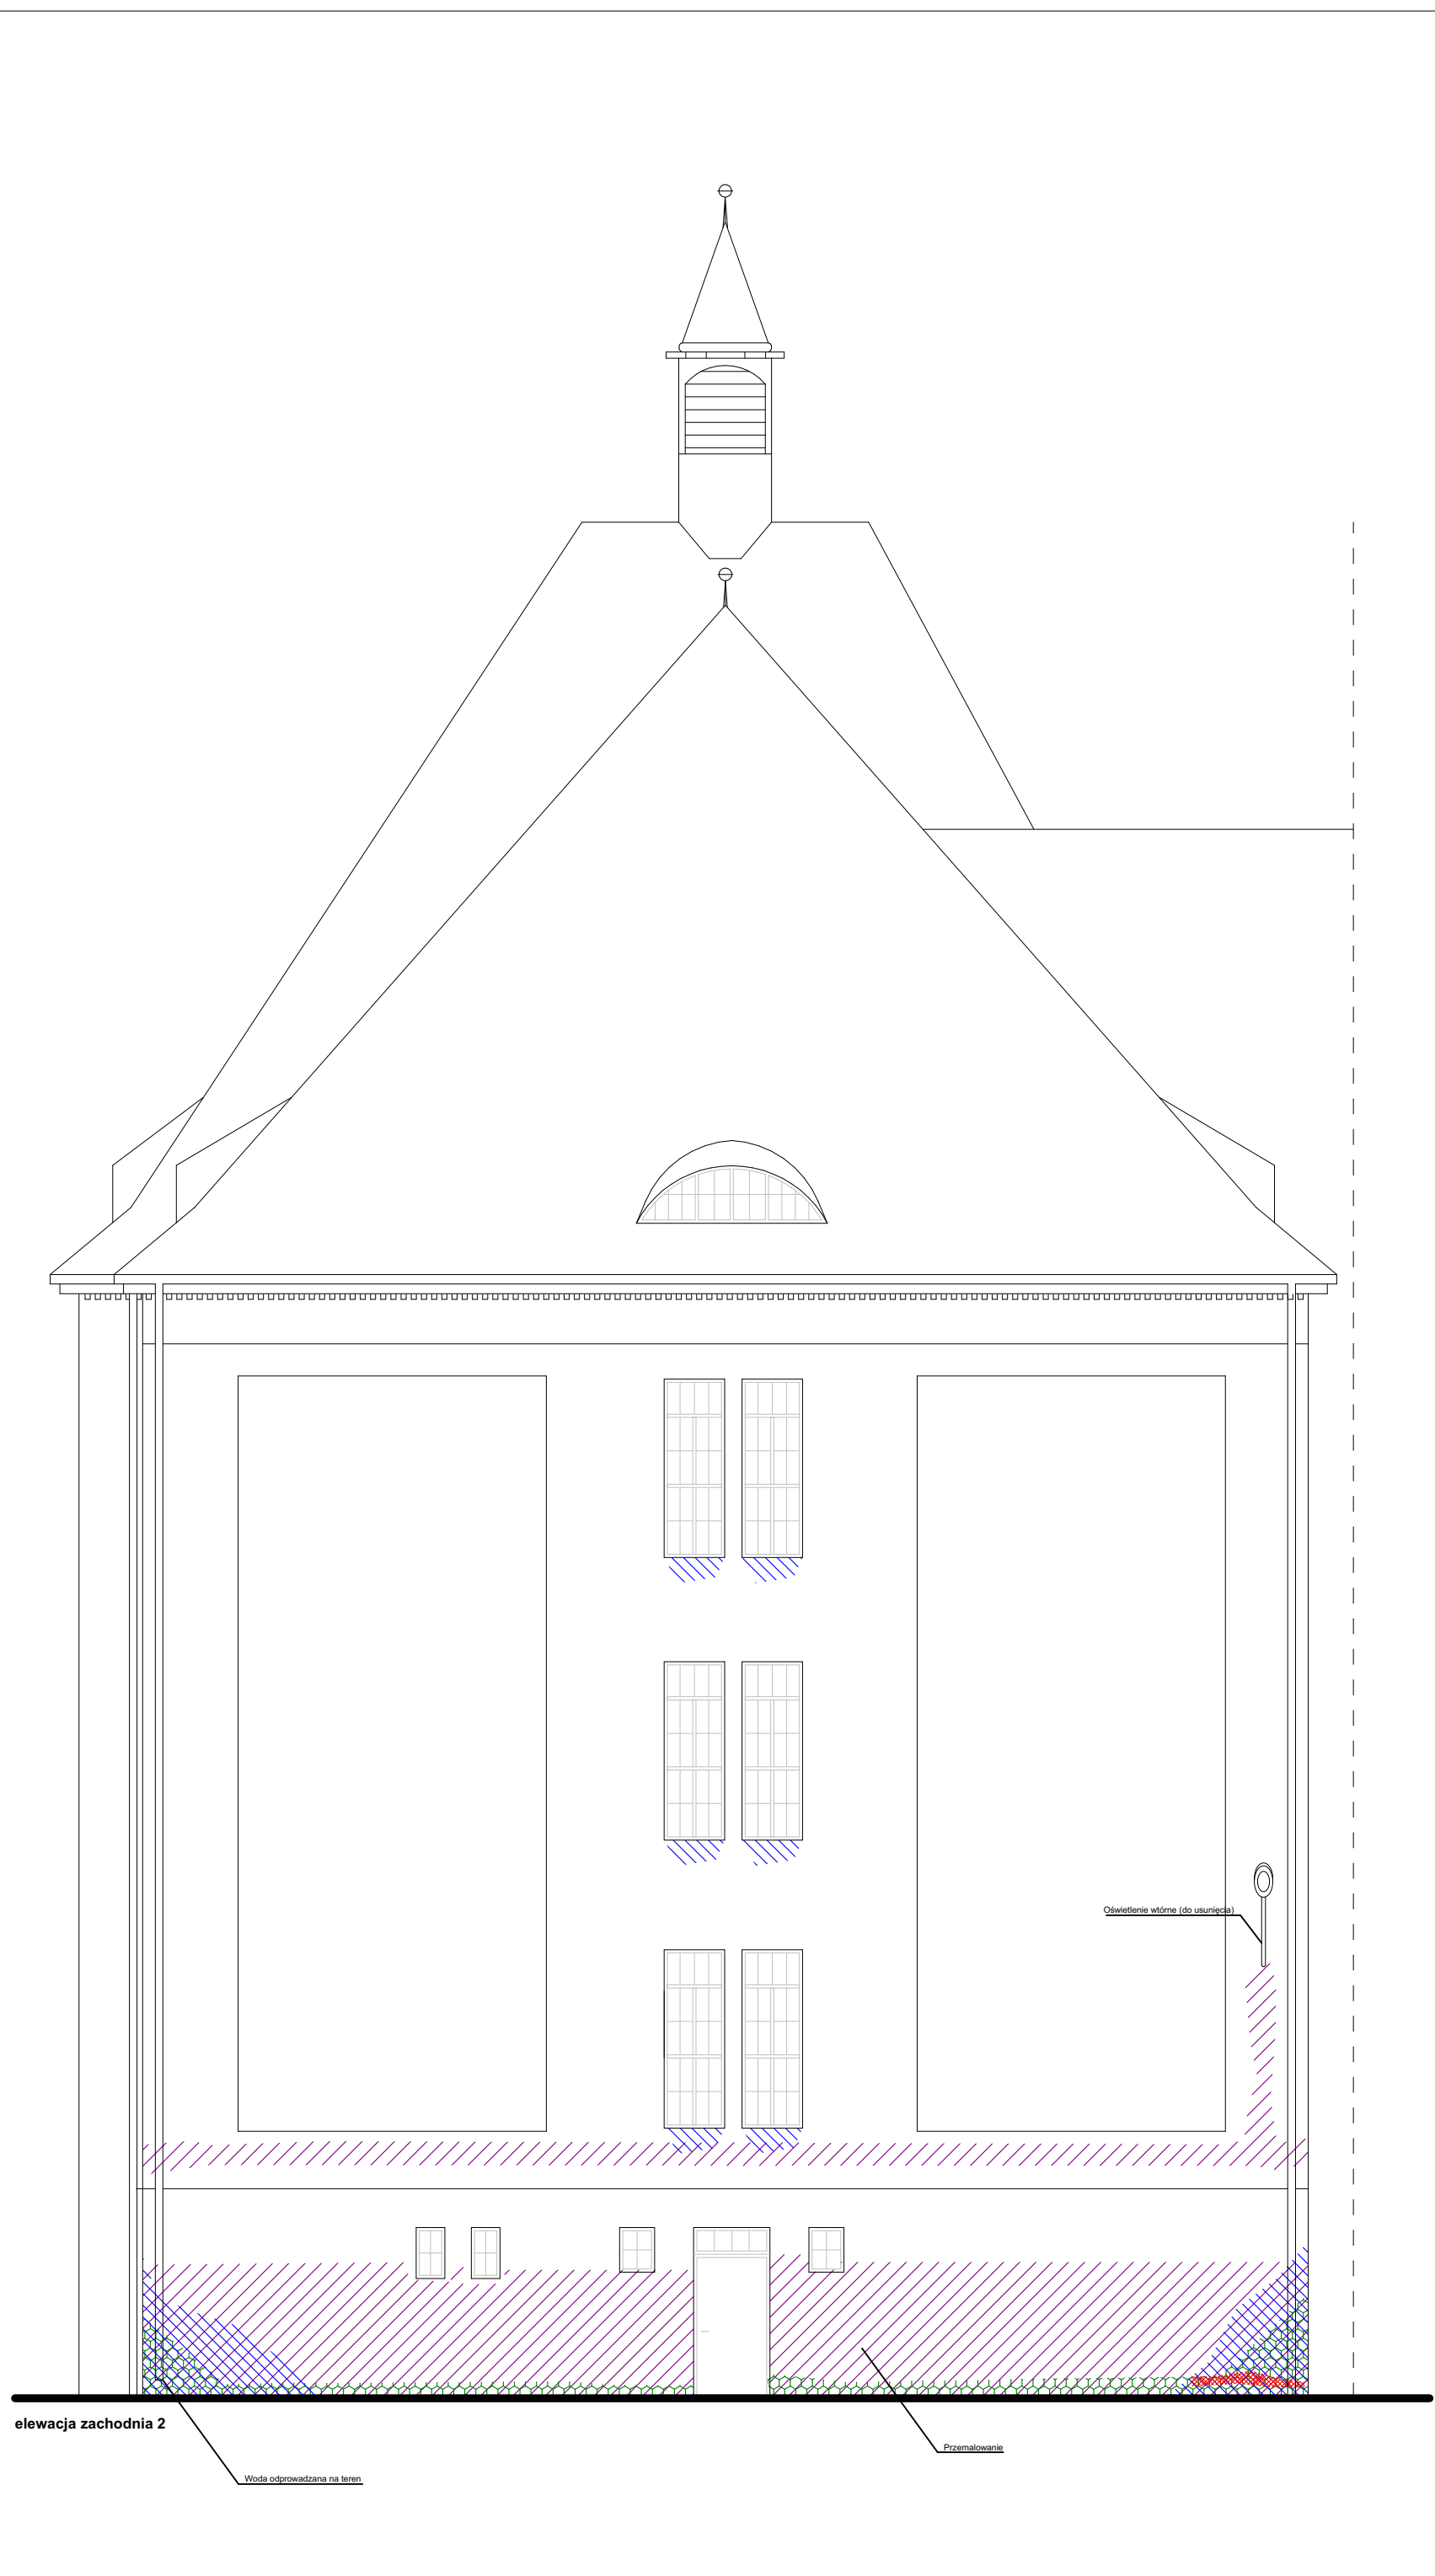 Oświetlenie wtórne (do usunięcia)
elewacja zachodnia 2
Przemalowanie
Woda odprowadzana na teren